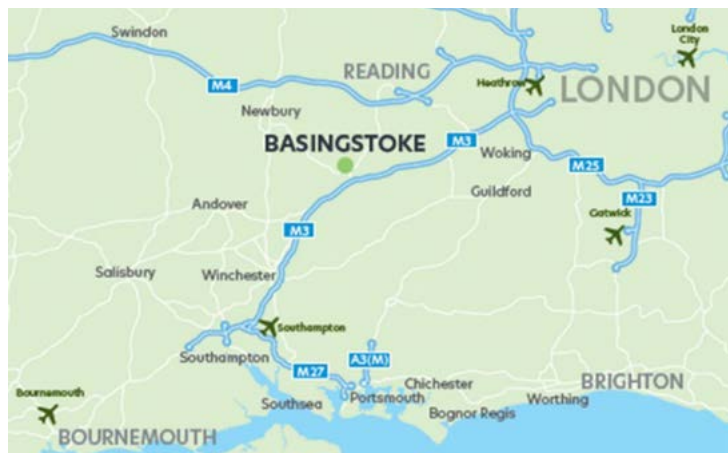 Swindon
London
City
READING
M4
Heathrow
LONDON
Newbury
BASINGSTOKE
M3
Woking
M25
Guildford
M23
Andover
Gatwick
M3
Salisbury
Winchester
Southampton
Southampton
A3(M)
M27
Chichester
BRIGHTON
Bournemouth
Southsea
Portsmouth
Worthing
Bognor Regis
BOURNEMOUTH